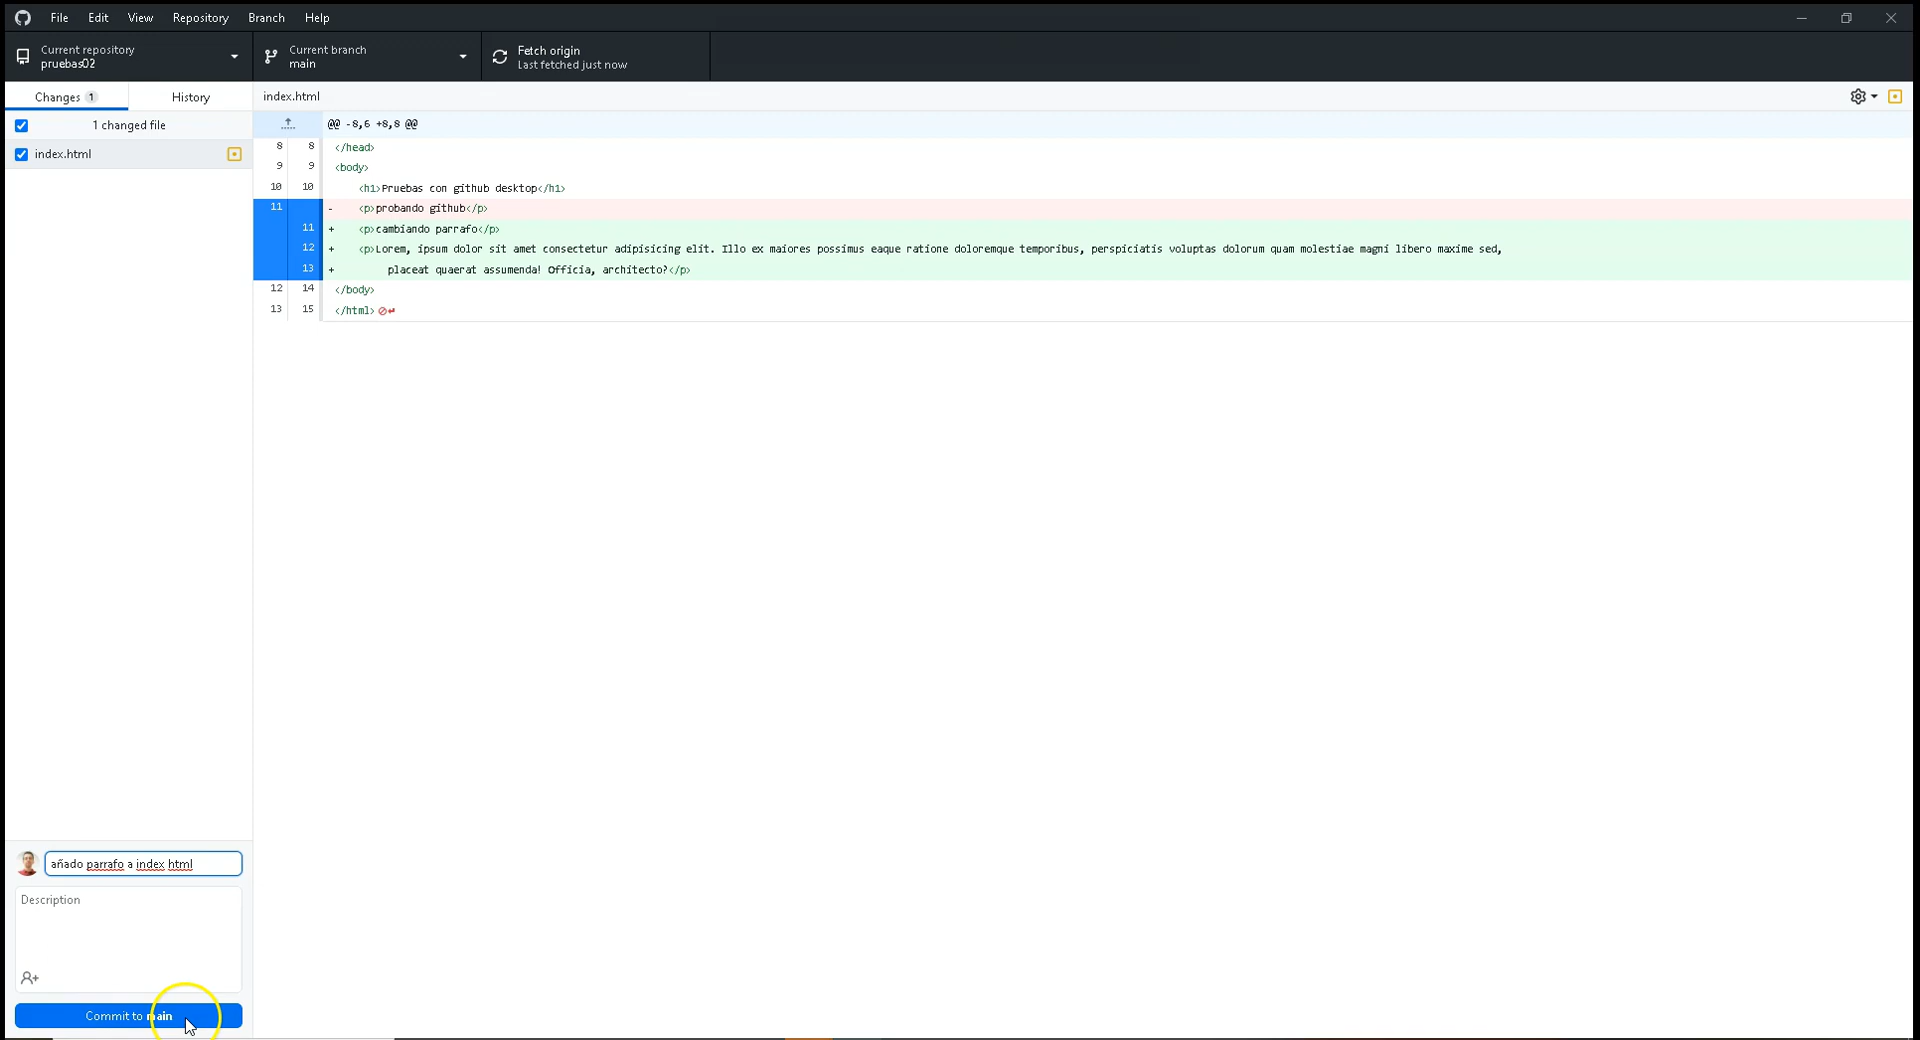 File Edit View Repository Branch Help
Current repository
pruebas02
Current branch
main
Fetch origin
Last fetched just now
Changes 1 History
index.html
1 changed file
index.html
@@ -8,6 +8,8 @@
8 8 </head>
9 9 <body>
10 10 <h1>Pruebas con github desktop</h1>
11 - <p>probando github</p>
11 + <p>cambiando parrafo</p>
12 + <p>Lorem, ipsum dolor sit amet consectetur adipisicing elit. Illo ex maiores possimus eaque ratione doloremque temporibus, perspiciatis voluptas dolorum quam molestiae magni libero maxime sed,
13 + placeat quaerat assumenda! Officia, architecto?</p>
12 14 </body>
13 15 </html>
añado parrafo a index html
Description
Commit to main